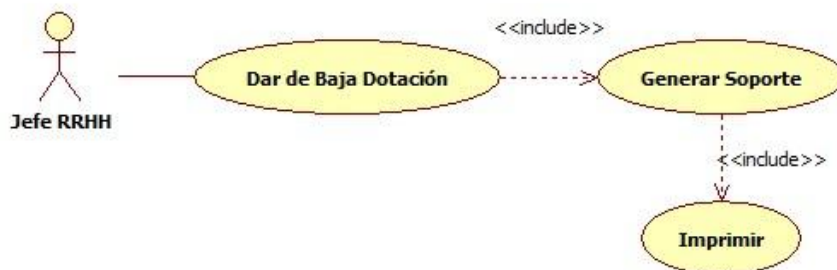 <<include>>
Dar de Baja Dotación
Generar Soporte
Jefe RRHH
<<include>>
Imprimir